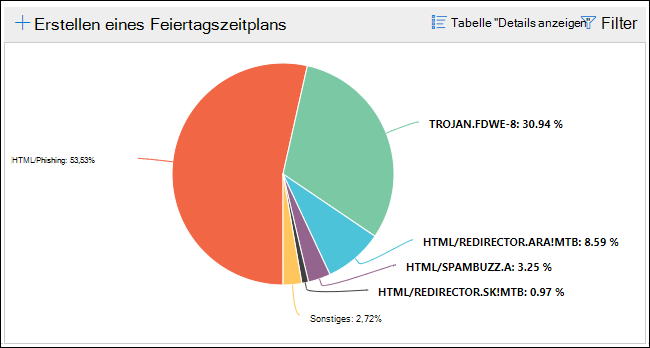 Erstellen eines Feiertagszeitplans
Tabelle "Details anzeigen"
Filter
TROJAN.FDWE-8: 30.94 %
HTML/Phishing: 53,53%
HTML/REDIRECTOR.ARA!MTB: 8.59 %
HTML/SPAMBUZZ.A: 3.25 %
HTML/REDIRECTOR.SK!MTB: 0.97 %
Sonstiges: 2,72%